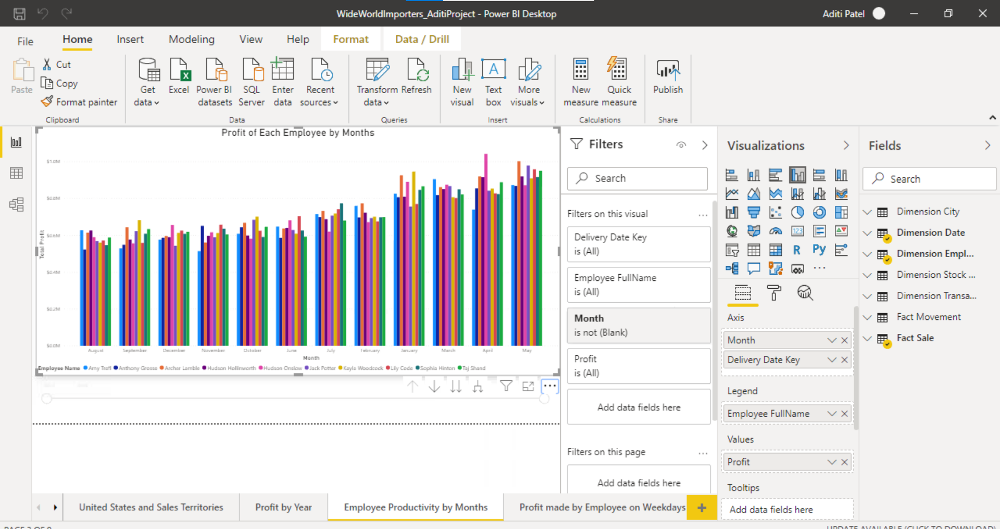 WideWorldImporters_AditiProject - Power BI Desktop
Aditi Patel
File
Home
Insert
Modeling
View
Help
Format
Data / Drill
Paste
Cut
Copy
Format painter
Clipboard
Get data
Excel
Power BI datasets
SQL Server
Enter data
Recent sources
Data
Transform data
Refresh
Queries
New visual
Text box
More visuals
Insert
New measure
Quick measure
Calculations
Publish
Share
Profit of Each Employee by Months
Total Profit
$1.0M
$0.8M
$0.6M
$0.4M
$0.2M
$0.0M
August September December November October June July February January March April May
Month
Employee Name Amy Trefl Anthony Grosse Archer Lamble Hudson Hollinworth Hudson Onslow Jack Potter Kayla Woodcock Lily Code Sophia Hinton Taj Shand
Filters
Search
Filters on this visual
Delivery Date Key
is (All)
Employee FullName
is (All)
Month
is not (Blank)
Profit
is (All)
Add data fields here
Filters on this page
Add data fields here
Visualizations
123
R
Py
Axis
Month
Delivery Date Key
Legend
Employee FullName
Values
Profit
Tooltips
Add data fields here
Fields
Search
Dimension City
Dimension Date
Dimension Empl...
Dimension Stock ...
Dimension Transa...
Fact Movement
Fact Sale
United States and Sales Territories
Profit by Year
Employee Productivity by Months
Profit made by Employee on Weekdays
UPDATE AVAILABLE (CLICK TO DOWNLOAD)